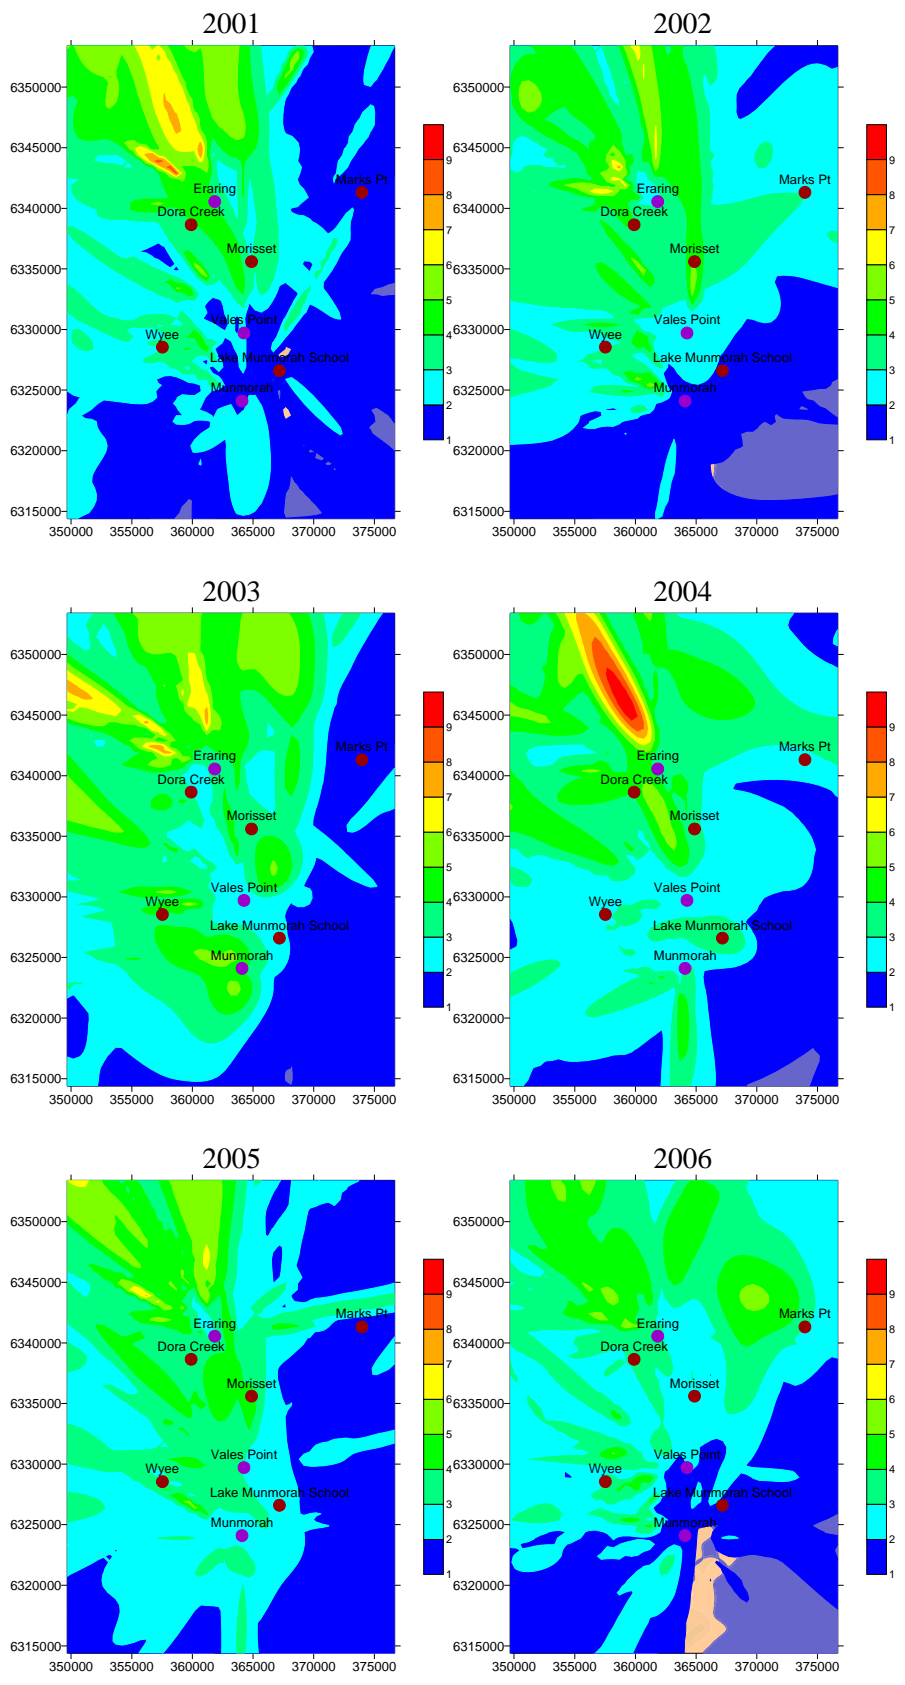 2001 2002
6350000 6350000
9 9
6345000 6345000
8 8
Marks Pt Marks Pt
Eraring Eraring
6340000 6340000
Dora Creek Dora Creek
7 7
Morisset Morisset
6335000 6335000
6 6
5 5
6330000 Vales Point 6330000 Vales Point
Wyee Wyee
4 4
Lake Munmorah School Lake Munmorah School
6325000 6325000
3 3
Munmorah Munmorah
2 2
6320000 6320000
1 1
6315000 6315000
350000 355000 360000 365000 370000 375000 350000 355000 360000 365000 370000 375000
2003 2004
6350000 6350000
9 9
6345000 6345000
8 8
Marks Pt Marks Pt
Eraring Eraring
6340000 6340000
Dora Creek Dora Creek
7 7
Morisset Morisset
6335000 6335000
6 6
5 5
6330000 Vales Point 6330000 Vales Point
Wyee Wyee
4 4
Lake Munmorah School Lake Munmorah School
6325000 6325000
3 3
Munmorah Munmorah
2 2
6320000 6320000
1 1
6315000 6315000
350000 355000 360000 365000 370000 375000 350000 355000 360000 365000 370000 375000
2005 2006
6350000 6350000
9 9
6345000 6345000
8 8
Marks Pt Marks Pt
Eraring Eraring
6340000 6340000
Dora Creek Dora Creek
7 7
Morisset Morisset
6335000 6335000
6 6
5 5
6330000 Vales Point 6330000 Vales Point
Wyee Wyee
4 4
Lake Munmorah School Lake Munmorah School
6325000 6325000
3 3
Munmorah Munmorah
2 2
6320000 6320000
1 1
6315000 6315000
350000 355000 360000 365000 370000 375000 350000 355000 360000 365000 370000 375000